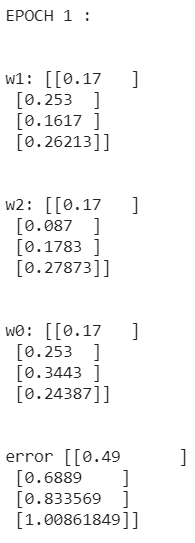 EPOCH 1 :
w1: [[0.17   ]
 [0.253  ]
 [0.1617 ]
 [0.26213]]
w2: [[0.17   ]
 [0.087  ]
 [0.1783 ]
 [0.27873]]
w0: [[0.17   ]
 [0.253  ]
 [0.3443 ]
 [0.24387]]
error [[0.49      ]
 [0.6889    ]
 [0.833569  ]
 [1.00861849]]